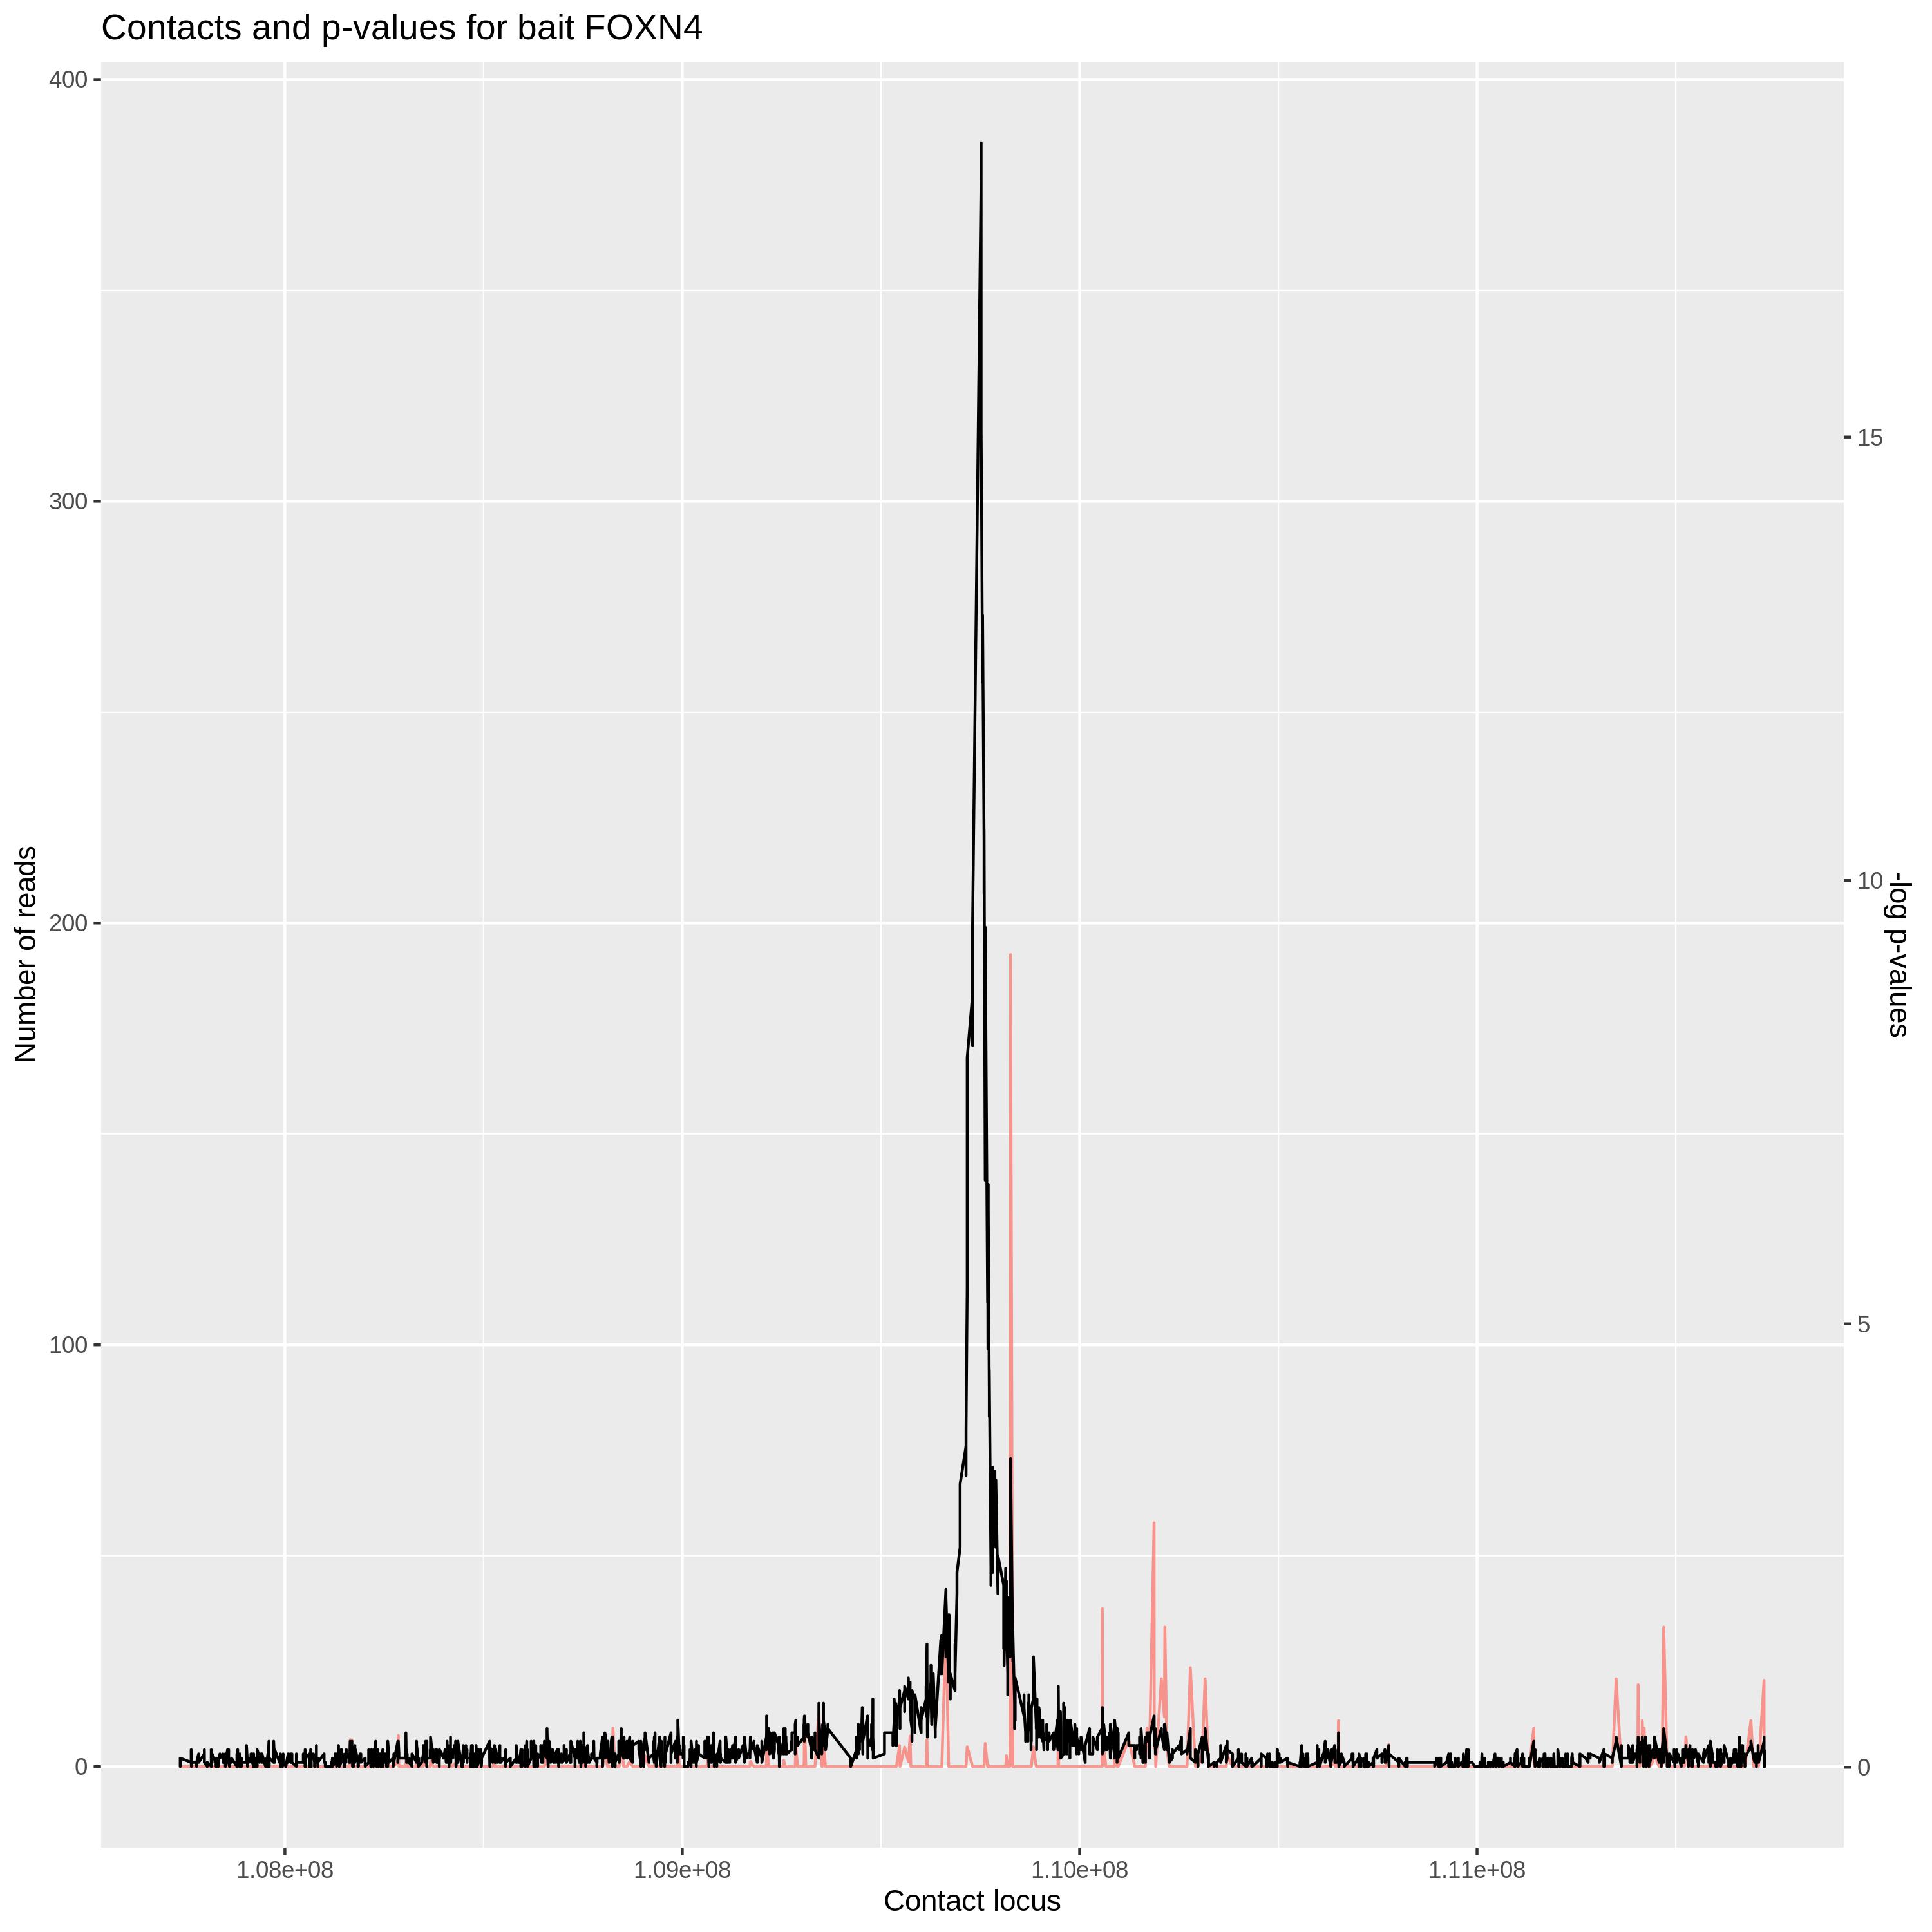 Contacts and p-values for bait FOXN4
400
300
200
100
0
Number of reads
15
10
5
0
-log p-values
1.08e+08
1.09e+08
1.10e+08
1.11e+08
Contact locus